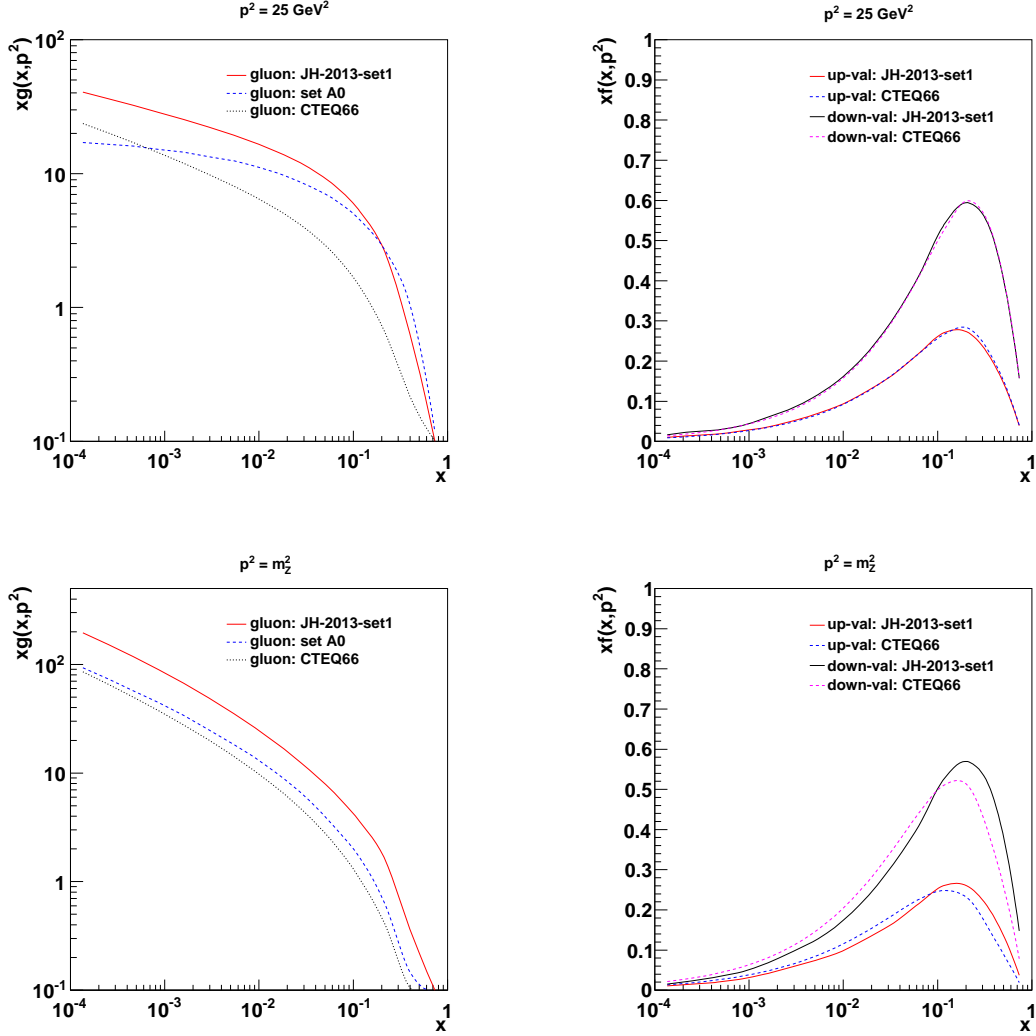 p² = 25 GeV²
xg(x,p²)
10²
10
1
10⁻¹
gluon: JH-2013-set1
gluon: set A0
gluon: CTEQ66
10⁻⁴ 10⁻³ 10⁻² 10⁻¹ 1
x
p² = 25 GeV²
xf(x,p²)
1
0.9
0.8
0.7
0.6
0.5
0.4
0.3
0.2
0.1
0
up-val: JH-2013-set1
up-val: CTEQ66
down-val: JH-2013-set1
down-val: CTEQ66
10⁻⁴ 10⁻³ 10⁻² 10⁻¹ 1
x
p² = m_Z²
xg(x,p²)
10²
10
1
10⁻¹
gluon: JH-2013-set1
gluon: set A0
gluon: CTEQ66
10⁻⁴ 10⁻³ 10⁻² 10⁻¹ 1
x
p² = m_Z²
xf(x,p²)
1
0.9
0.8
0.7
0.6
0.5
0.4
0.3
0.2
0.1
0
up-val: JH-2013-set1
up-val: CTEQ66
down-val: JH-2013-set1
down-val: CTEQ66
10⁻⁴ 10⁻³ 10⁻² 10⁻¹ 1
x